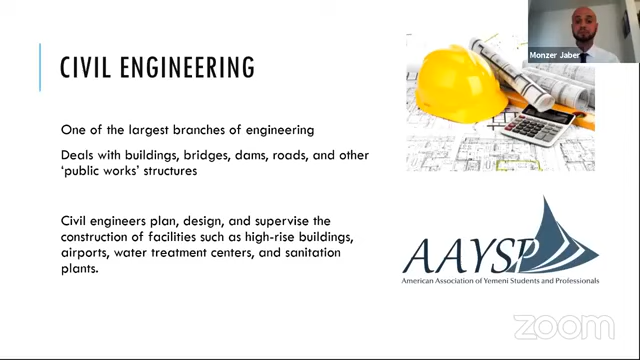 CIVIL ENGINEERING
Monzer Jaber
One of the largest branches of engineering
Deals with buildings, bridges, dams, roads, and other
‘public works’ structures
Civil engineers plan, design, and supervise the
construction of facilities such as high-rise buildings,
airports, water treatment centers, and sanitation
plants.
AAYSP
American Association of Yemeni Students and Professionals
zoom